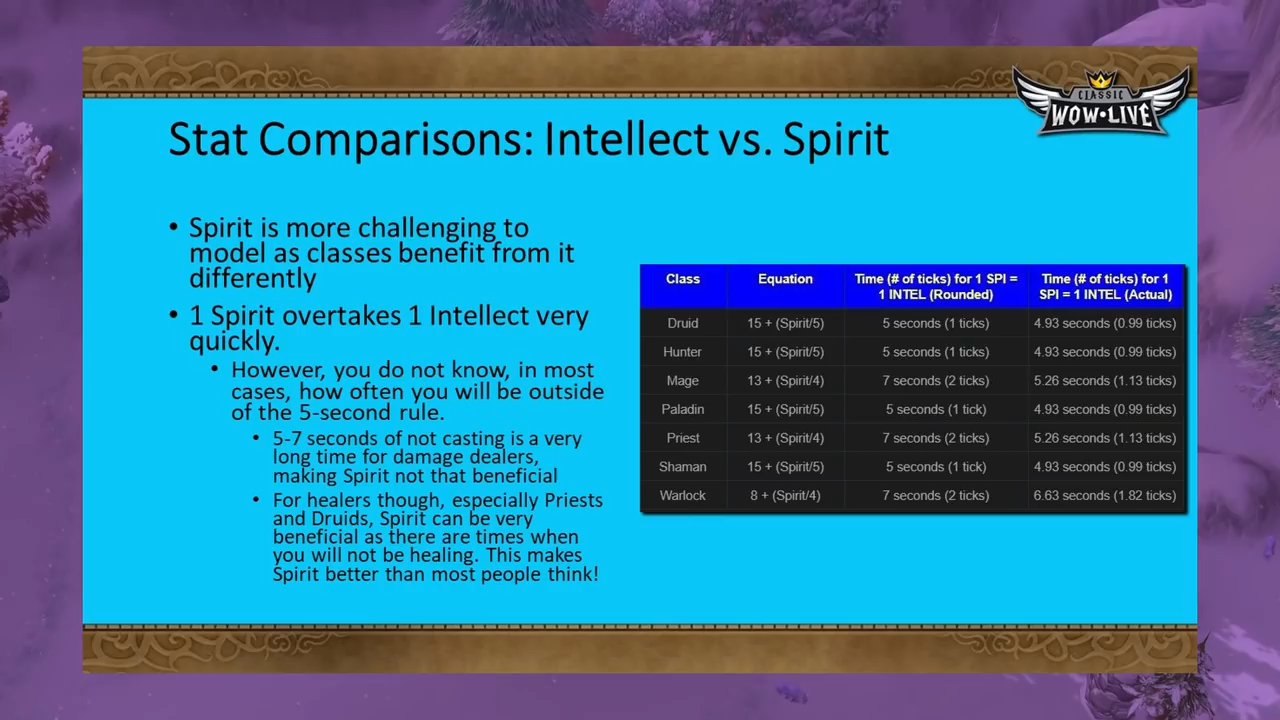 CLASSIC
WOW•LIVE
Stat Comparisons: Intellect vs. Spirit
• Spirit is more challenging to
model as classes benefit from it
differently
• 1 Spirit overtakes 1 Intellect very
quickly.
• However, you do not know, in most
cases, how often you will be outside
of the 5-second rule.
• 5-7 seconds of not casting is a very
long time for damage dealers,
making Spirit not that beneficial
• For healers though, especially Priests
and Druids, Spirit can be very
beneficial as there are times when
you will not be healing. This makes
Spirit better than most people think!
Class Equation Time (# of ticks) for 1 SPI = 1 INTEL (Rounded) Time (# of ticks) for 1 SPI = 1 INTEL (Actual)
Druid 15 + (Spirit/5) 5 seconds (1 ticks) 4.93 seconds (0.99 ticks)
Hunter 15 + (Spirit/5) 5 seconds (1 ticks) 4.93 seconds (0.99 ticks)
Mage 13 + (Spirit/4) 7 seconds (2 ticks) 5.26 seconds (1.13 ticks)
Paladin 15 + (Spirit/5) 5 seconds (1 tick) 4.93 seconds (0.99 ticks)
Priest 13 + (Spirit/4) 7 seconds (2 ticks) 5.26 seconds (1.13 ticks)
Shaman 15 + (Spirit/5) 5 seconds (1 tick) 4.93 seconds (0.99 ticks)
Warlock 8 + (Spirit/4) 7 seconds (2 ticks) 6.63 seconds (1.82 ticks)